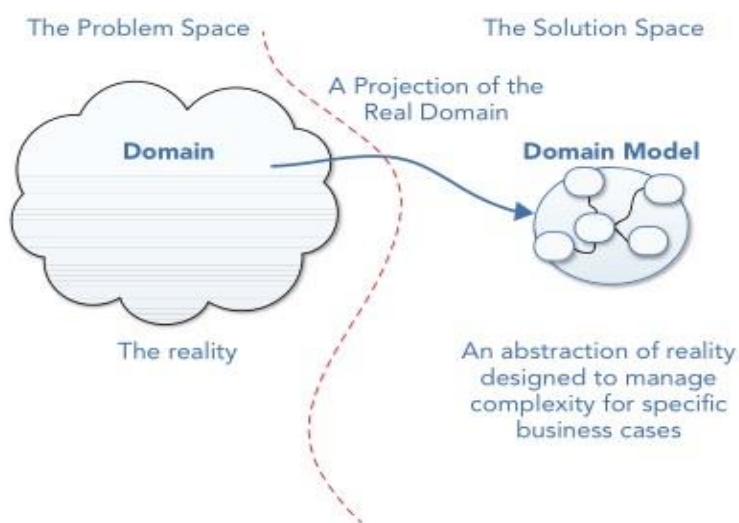 The Problem Space
The Solution Space
A Projection of the
Real Domain
Domain
Domain Model
The reality
An abstraction of reality
designed to manage
complexity for specific
business cases